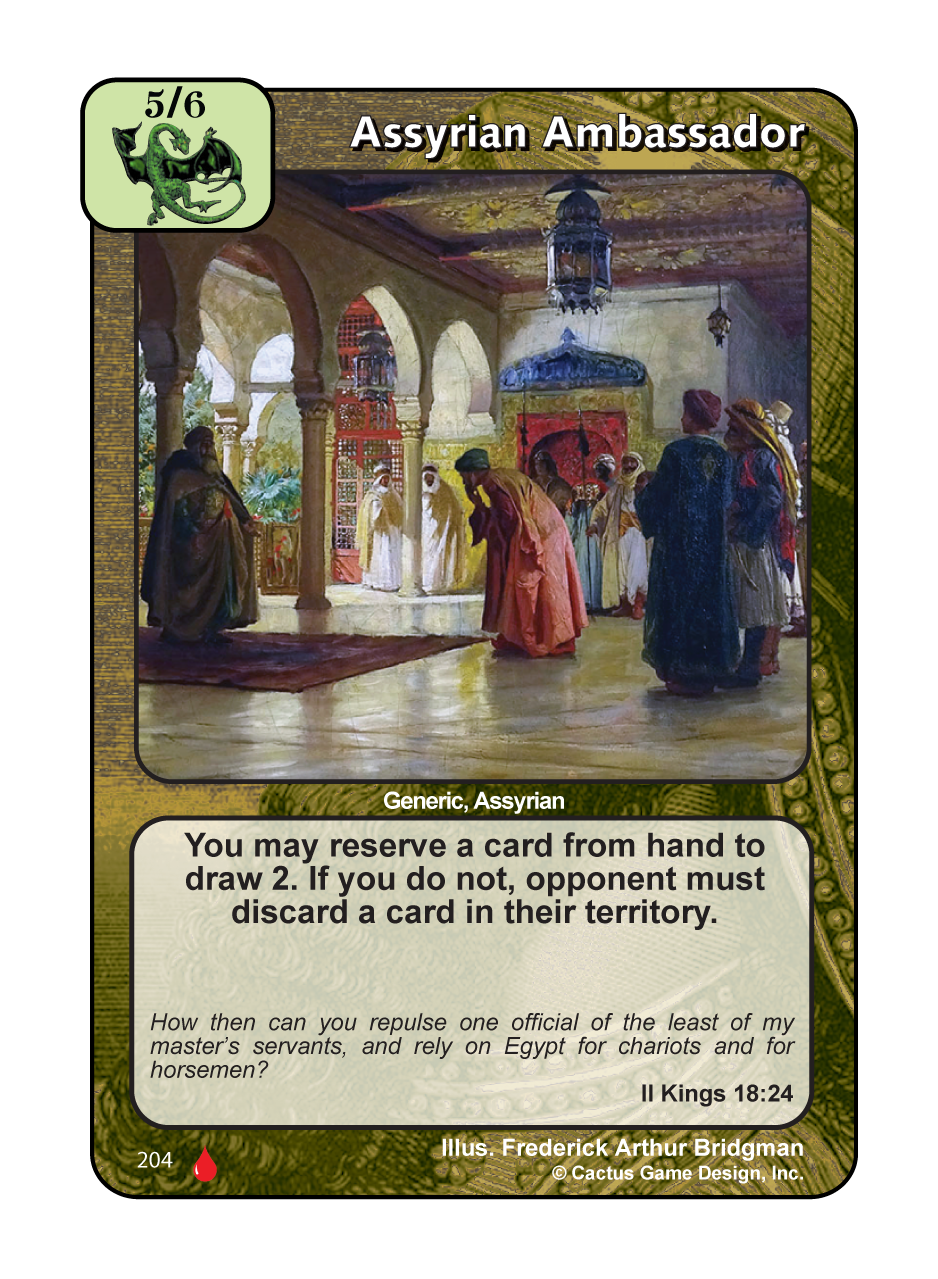 5/6
Assyrian Ambassador
Generic, Assyrian
You may reserve a card from hand to
draw 2. If you do not, opponent must
discard a card in their territory.
How then can you repulse one official of the least of my
master's servants, and rely on Egypt for chariots and for
horsemen?
II Kings 18:24
204
Illus. Frederick Arthur Bridgman
© Cactus Game Design, Inc.